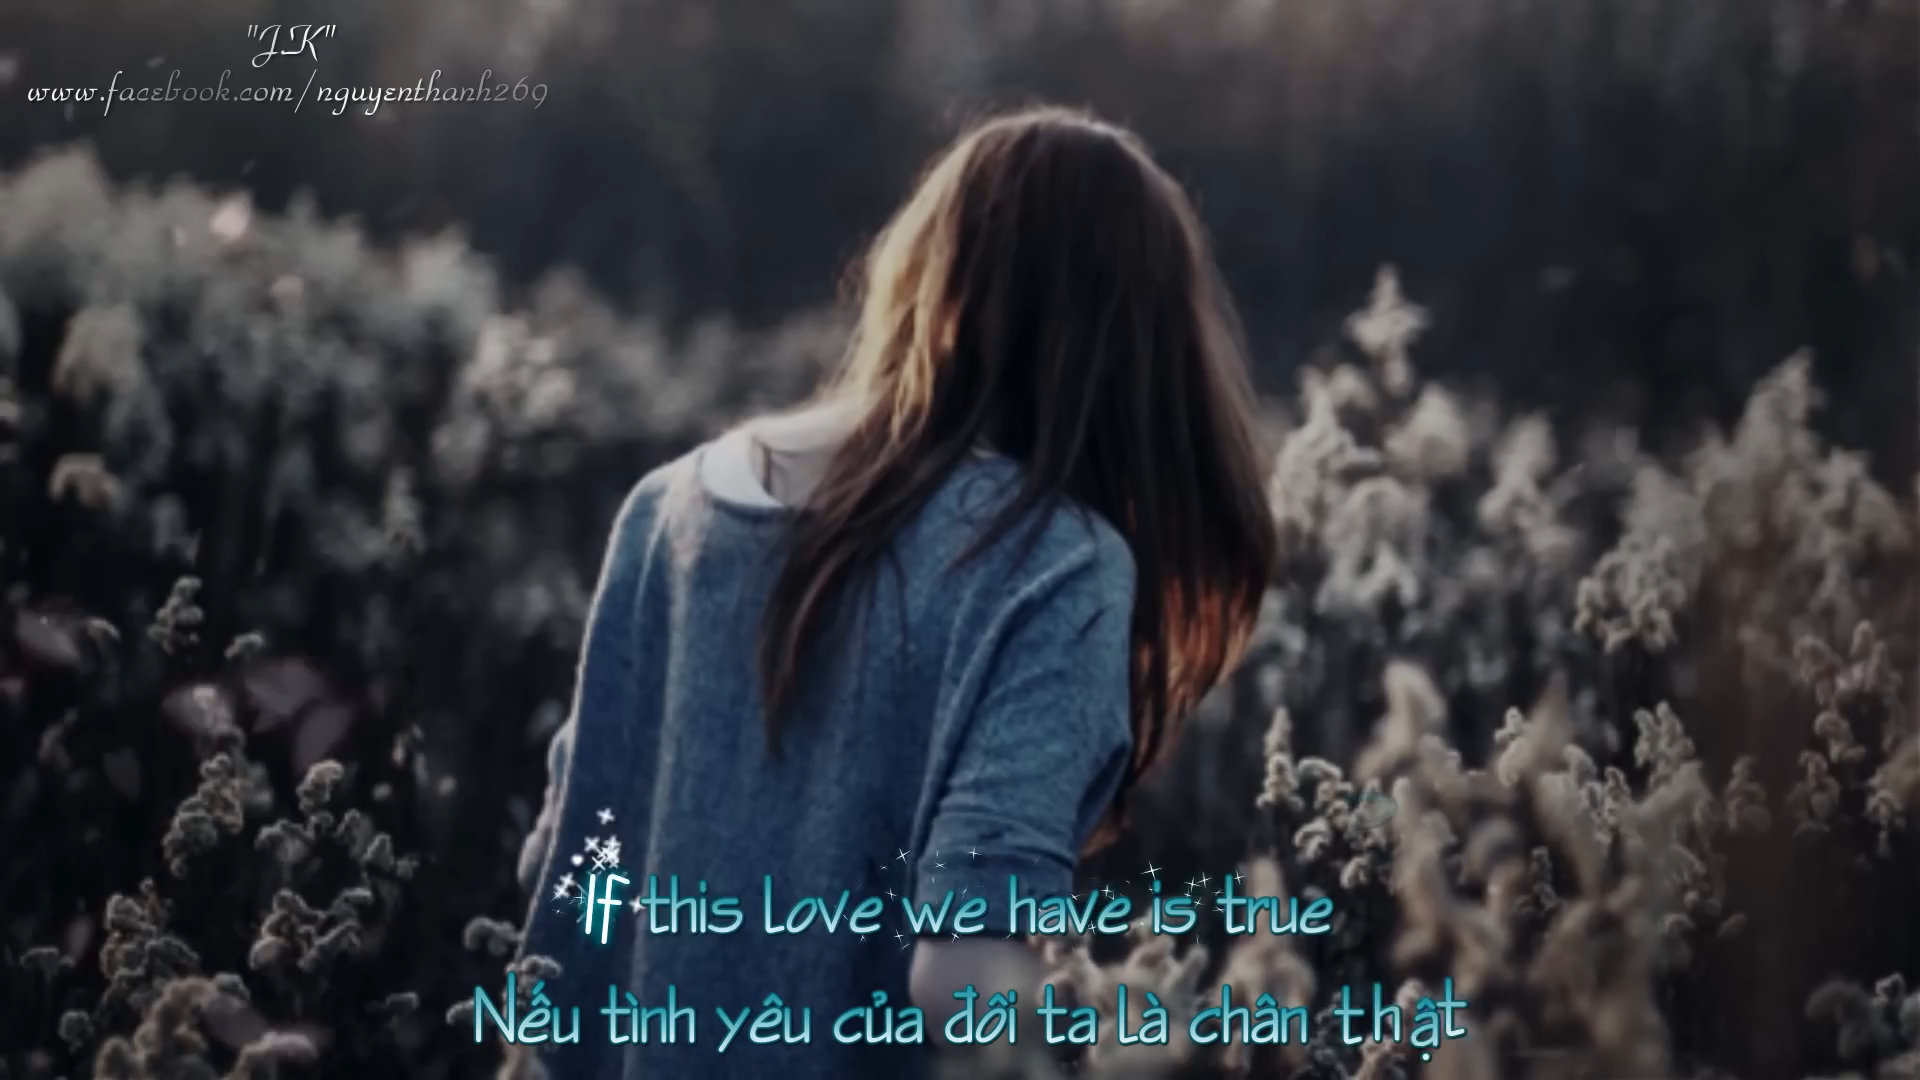 "J.K"
www.facebook.com/nguyenthanh269
If this love we have is true
Nếu tình yêu của đôi ta là chân thật